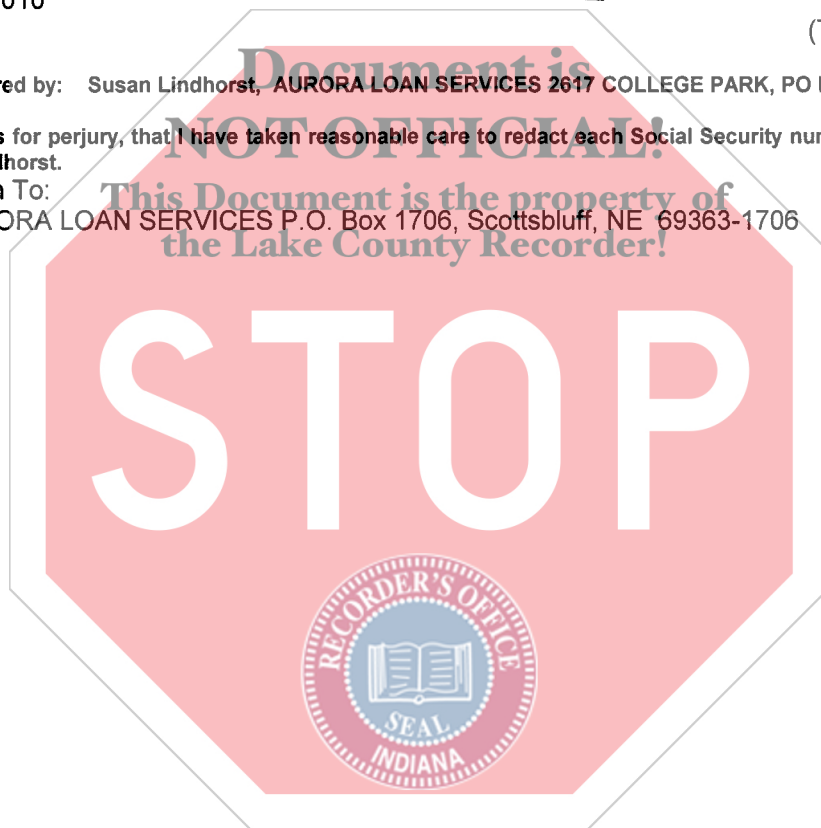 Document is
ed by: Susan Lindhorst, AURORA LOAN SERVICES 2617 COLLEGE PARK, PO
NOT OFFICIAL!
s for perjury, that I have taken reasonable care to redact each Social Security nu
horst.
To:
This Document is the property of
ORA LOAN SERVICES P.O. Box 1706, Scottsbluff, NE 69363-1706
the Lake County Recorder!
STOP
RECORDER'S OFFICE
SEAL
INDIANA